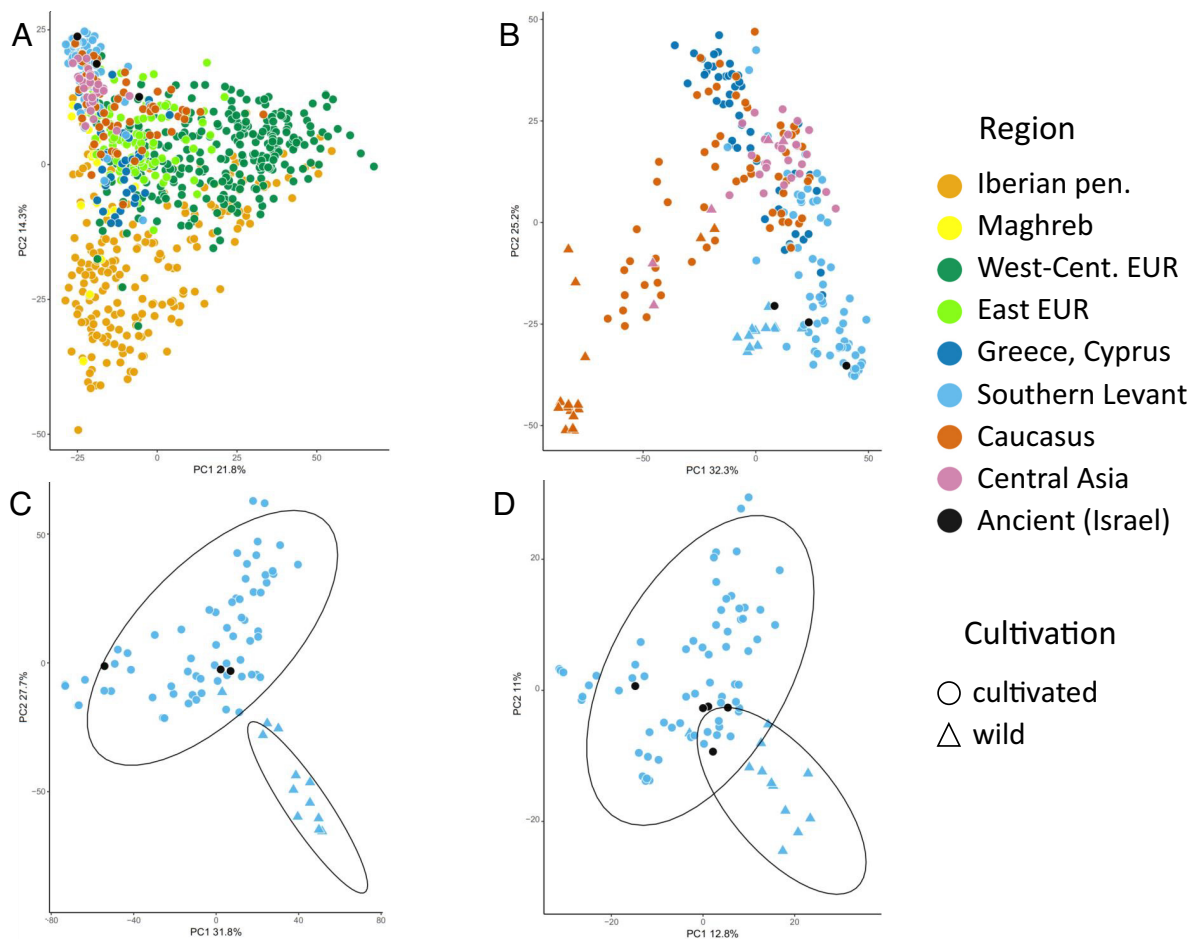 A
25
0
−25
−50
PC2 14.3%
−25
0
25
50
PC1 21.8%
B
50
25
0
−25
−50
PC2 25.2%
−50
0
50
PC1 32.3%
C
50
0
−50
PC2 27.7%
−80
−40
0
40
80
PC1 31.8%
D
20
0
−20
PC2 11%
−20
0
20
PC1 12.8%
Region
Iberian pen.
Maghreb
West-Cent. EUR
East EUR
Greece, Cyprus
Southern Levant
Caucasus
Central Asia
Ancient (Israel)
Cultivation
cultivated
wild